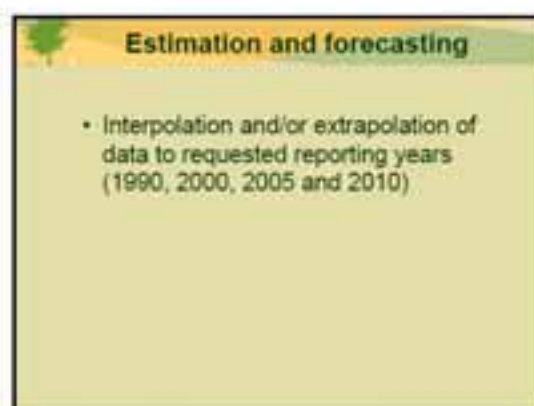 Estimation and forecasting
• Interpolation and/or extrapolation of
data to requested reporting years
(1990, 2000, 2005 and 2010)